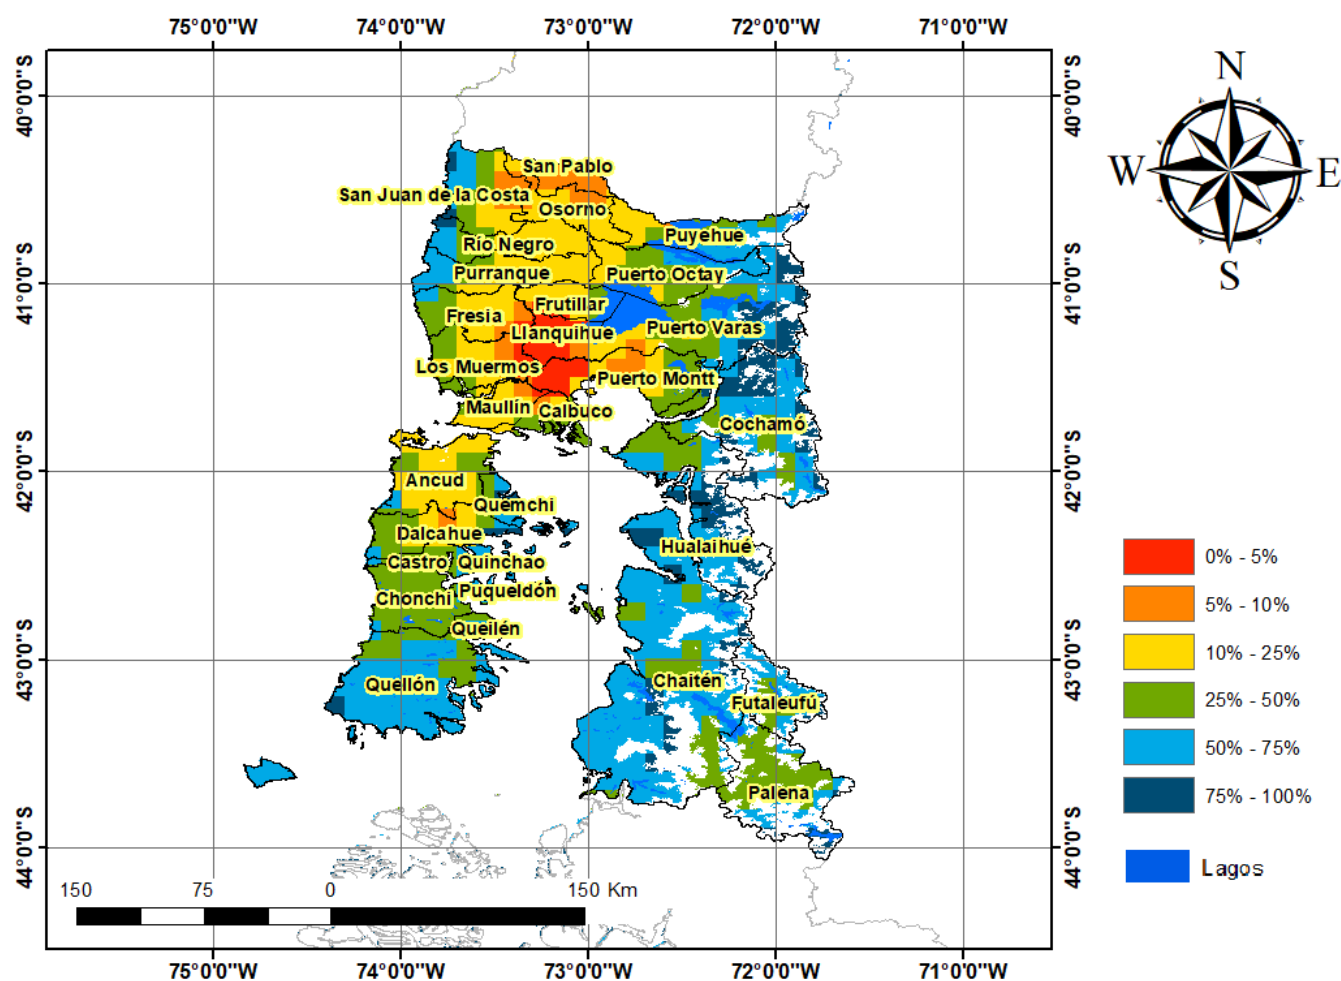 75°0'0"W 74°0'0"W 73°0'0"W 72°0'0"W 71°0'0"W
40°0'0"S 40°0'0"S
41°0'0"S 41°0'0"S
42°0'0"S 42°0'0"S
43°0'0"S 43°0'0"S
44°0'0"S 44°0'0"S
San Pablo
San Juan de la Costa
Osorno
Puyehue
Río Negro
Purranque
Puerto Octay
Frutillar
Fresia
Llanquihue
Puerto Varas
Los Muermos
Puerto Montt
Maullín
Calbuco
Cochamó
Ancud
Quemchi
Dalcahue
Hualaihué
Castro
Quinchao
Chonchi
Puqueldón
Queilén
Quellón
Chaitén
Futaleufú
Palena
150 75 0 150 Km
75°0'0"W 74°0'0"W 73°0'0"W 72°0'0"W 71°0'0"W
N
W E
S
0% - 5%
5% - 10%
10% - 25%
25% - 50%
50% - 75%
75% - 100%
Lagos